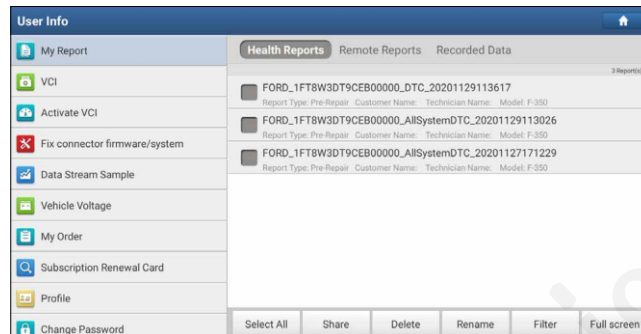 User Info
My Report
VCI
Activate VCI
Fix connector firmware/system
Data Stream Sample
Vehicle Voltage
My Order
Subscription Renewal Card
Profile
Change Password
Health Reports Remote Reports Recorded Data
3 Report(s)
FORD_1FT8W3DT9CEB00000_DTC_20201129113617
Report Type: Pre-Repair Customer Name: Technician Name: Model: F-350
FORD_1FT8W3DT9CEB00000_AllSystemDTC_20201129113026
Report Type: Pre-Repair Customer Name: Technician Name: Model: F-350
FORD_1FT8W3DT9CEB00000_AllSystemDTC_20201127171229
Report Type: Pre-Repair Customer Name: Technician Name: Model: F-350
Select All Share Delete Rename Filter Full screen